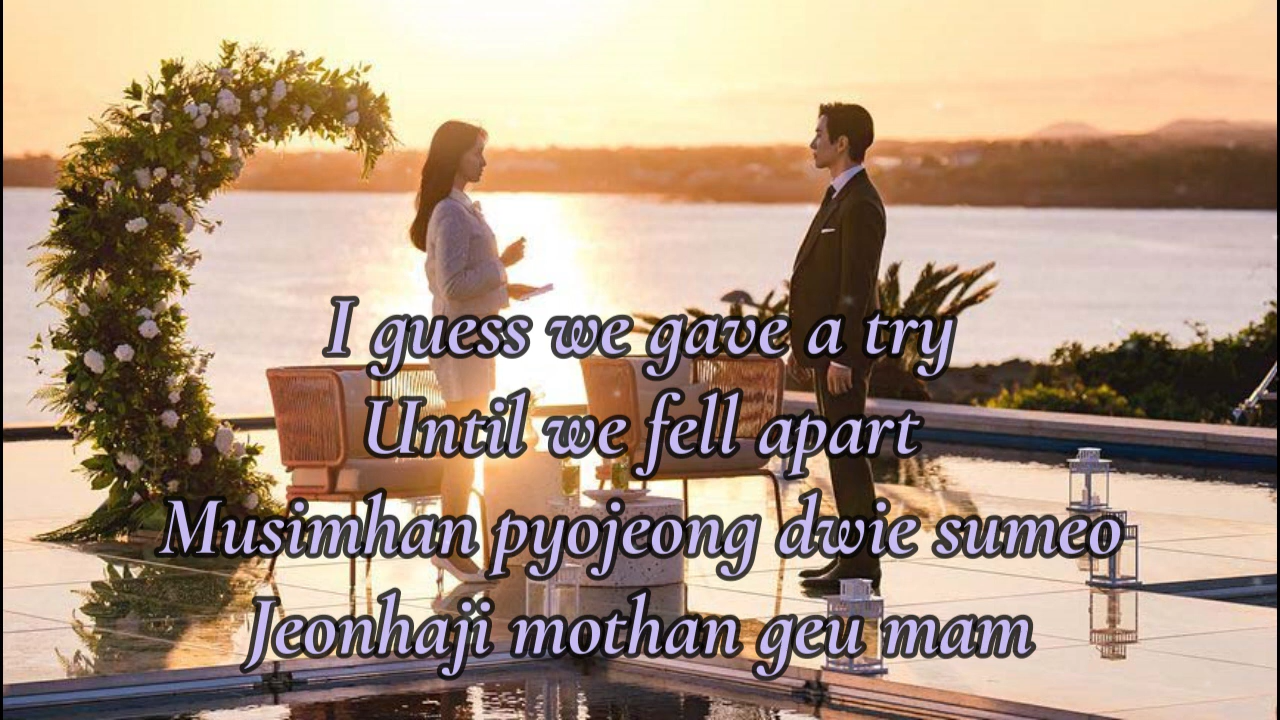 I guess we gave a try
Until we fell apart
Musimhan pyojeong dwie sumeo
Jeonhaji mothan geu mam